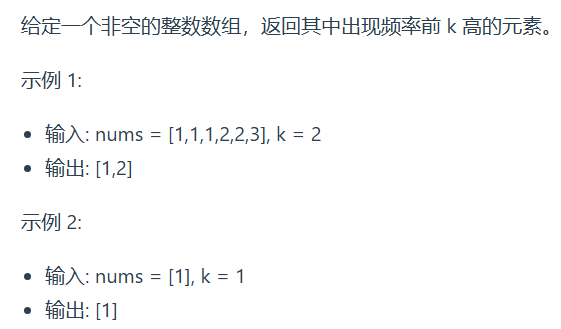 给定一个非空的整数数组，返回其中出现频率前 k 高的元素。
示例 1:
• 输入: nums = [1,1,1,2,2,3], k = 2
• 输出: [1,2]
示例 2:
• 输入: nums = [1], k = 1
• 输出: [1]